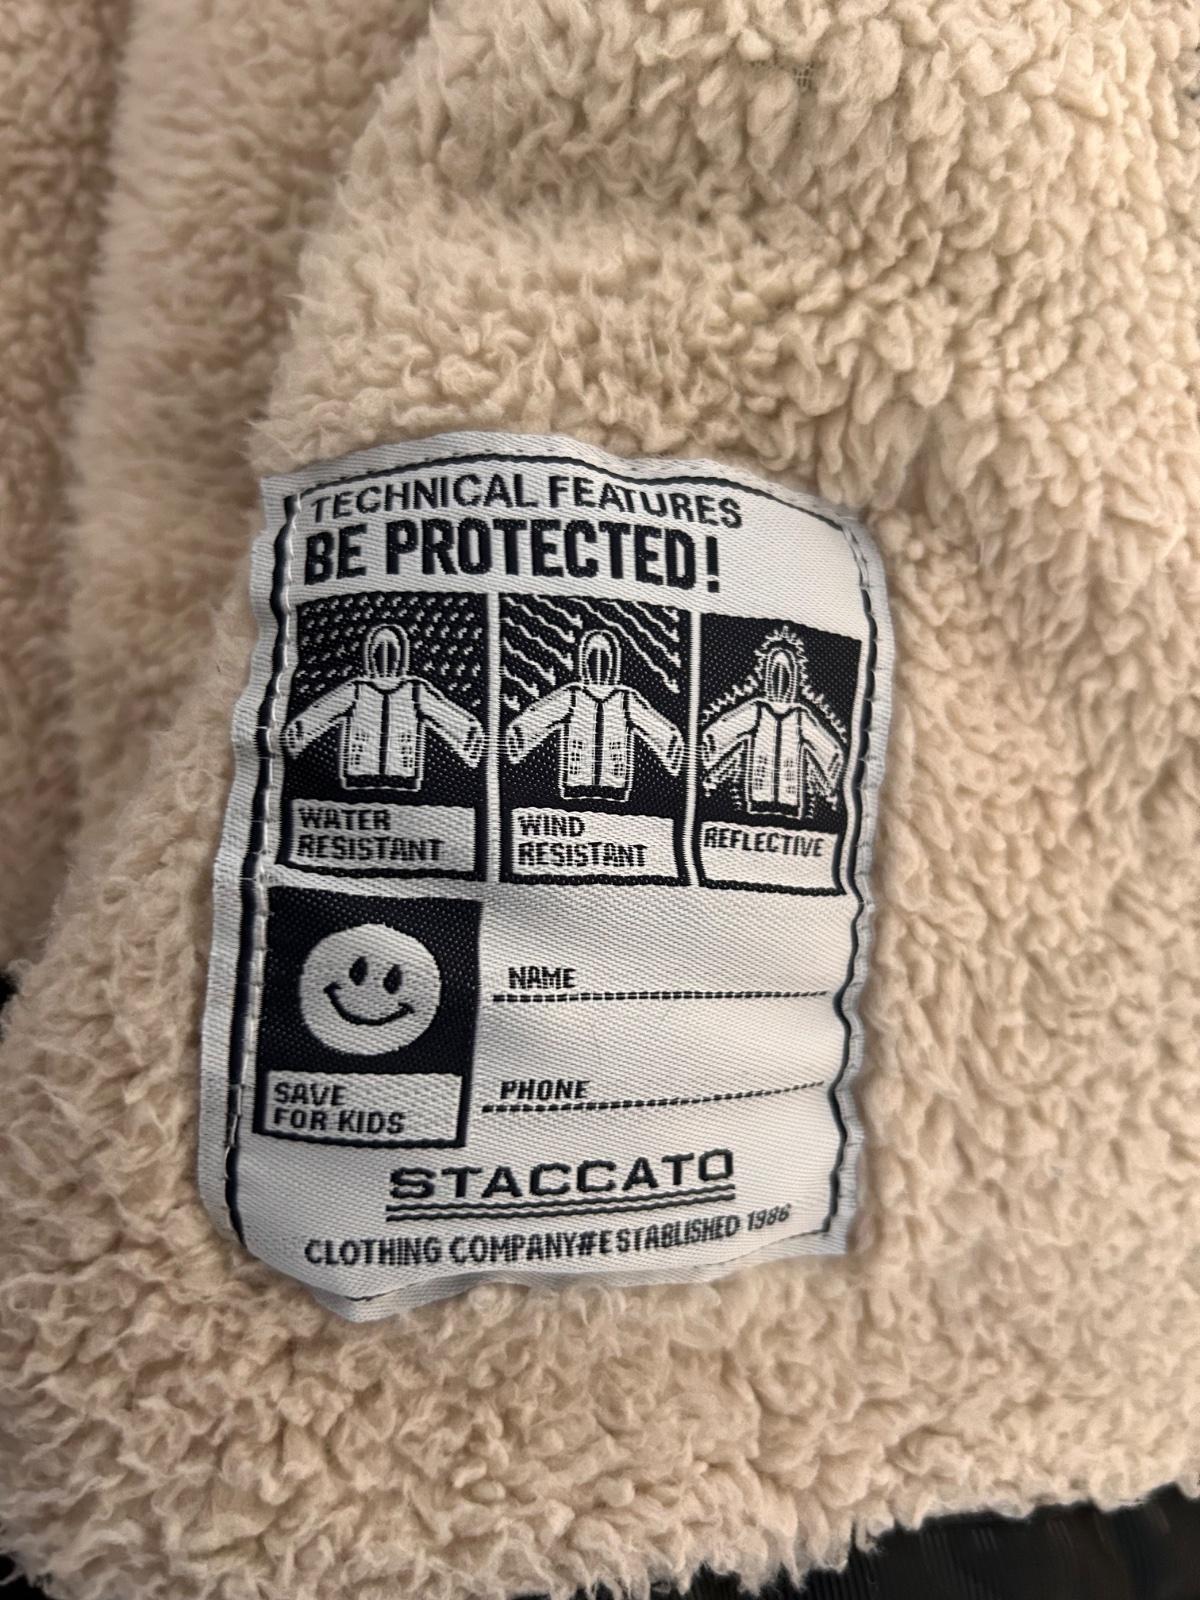 TECHNICAL FEATURES
BE PROTECTED!
WATER
RESISTANT
WIND
RESISTANT
REFLECTIVE
SAVE
FOR KIDS
NAME
PHONE
STACCATO
CLOTHING COMPANY#ESTABLISHED 1986